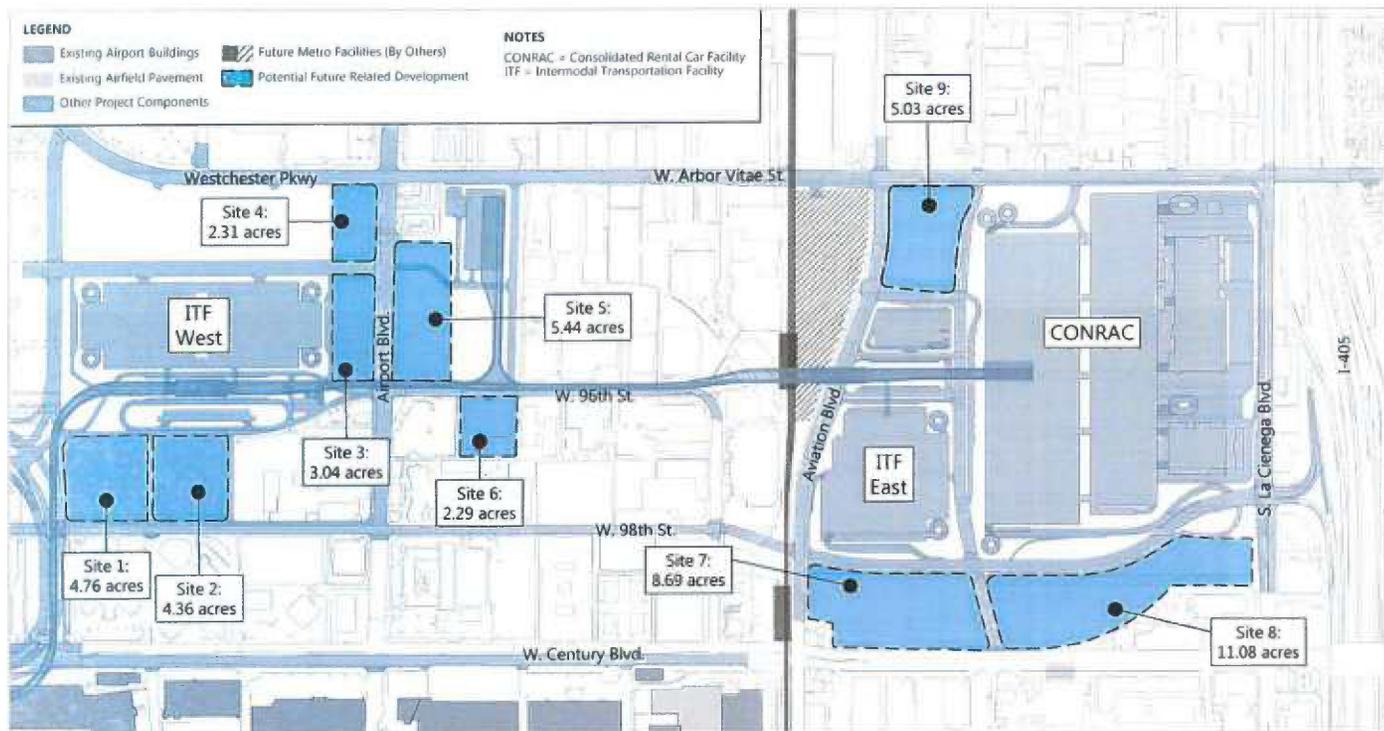 LEGEND
Existing Airport Buildings
Existing Airfield Pavement
Other Project Components
Future Metro Facilities (By Others)
Potential Future Related Development
NOTES
CONRAC = Consolidated Rental Car Facility
ITF = Intermodal Transportation Facility
Site 9:
5.03 acres
Westchester Pkwy
W. Arbor Vitae St.
Site 4:
2.31 acres
ITF
West
Airport Blvd.
Site 5:
5.44 acres
CONRAC
I-405
W. 96th St.
Site 3:
3.04 acres
Aviation Blvd.
ITF
East
S. La Cienega Blvd.
Site 6:
2.29 acres
W. 98th St.
Site 1:
4.76 acres
Site 2:
4.36 acres
Site 7:
8.69 acres
Site 8:
11.08 acres
W. Century Blvd.